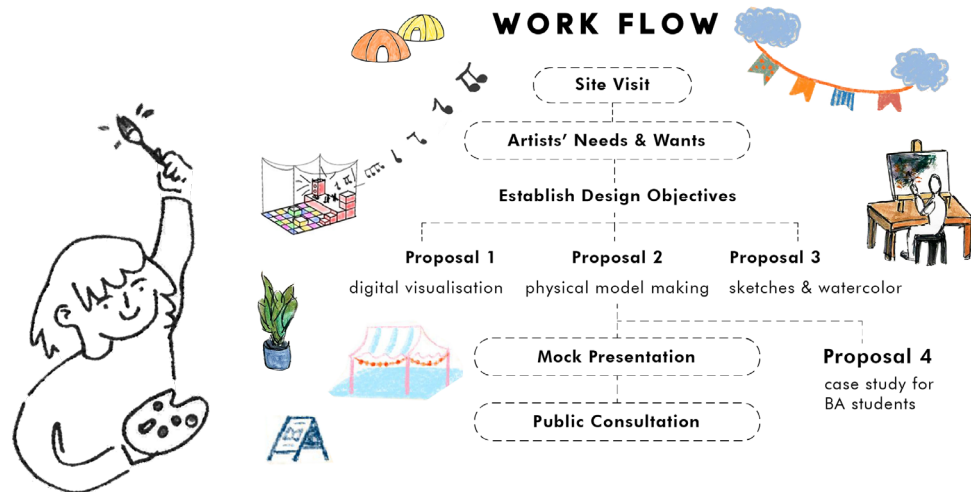 WORK FLOW
Site Visit
Artists' Needs & Wants
Establish Design Objectives
Proposal 1
digital visualisation
Proposal 2
physical model making
Proposal 3
sketches & watercolor
Mock Presentation
Proposal 4
case study for
BA students
Public Consultation